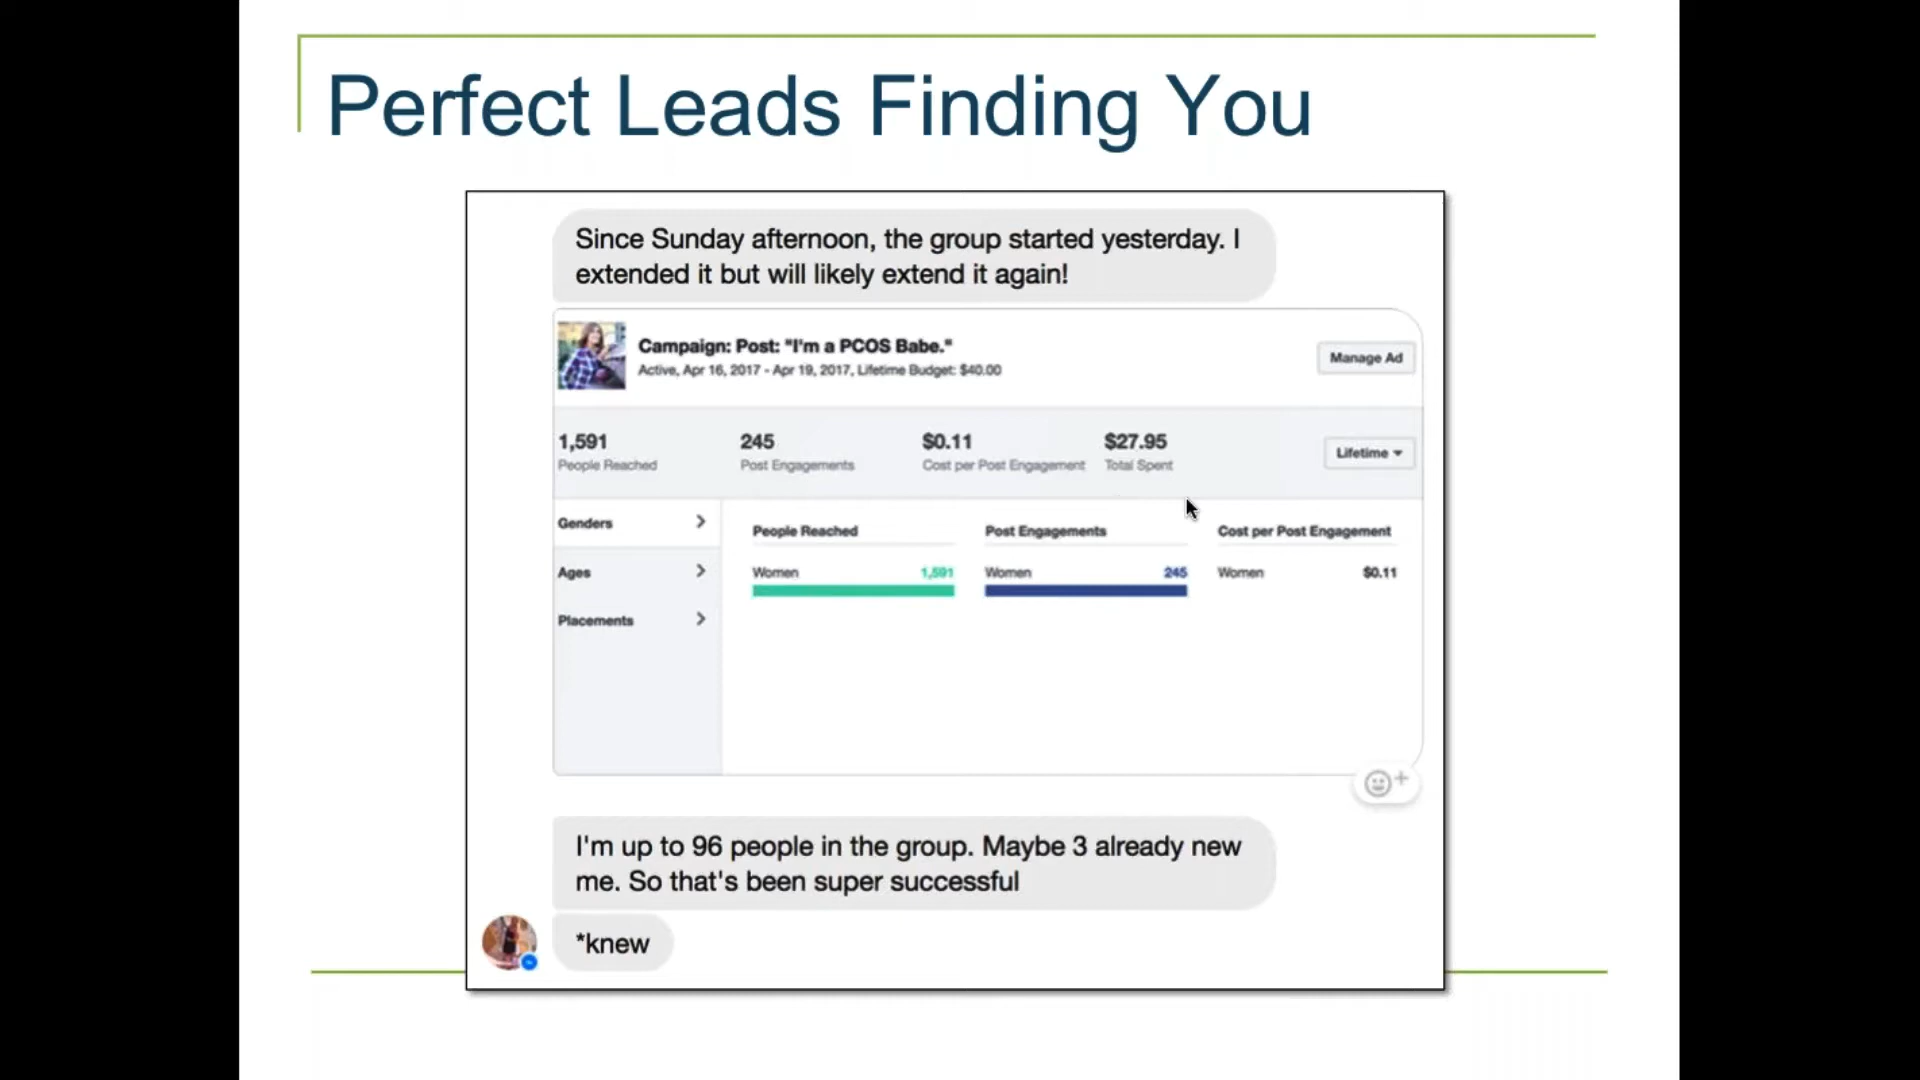 Perfect Leads Finding You
Since Sunday afternoon, the group started yesterday. I
extended it but will likely extend it again!
Campaign: Post: "I'm a PCOS Babe."
Active, Apr 16, 2017 - Apr 19, 2017, Lifetime Budget: $40.00
Manage Ad
1,591 245 $0.11 $27.95
People Reached Post Engagements Cost per Post Engagement Total Spent
Lifetime
Genders
Ages
Placements
People Reached Post Engagements Cost per Post Engagement
Women 1,591 Women 245 Women $0.11
I'm up to 96 people in the group. Maybe 3 already new
me. So that's been super successful
*knew